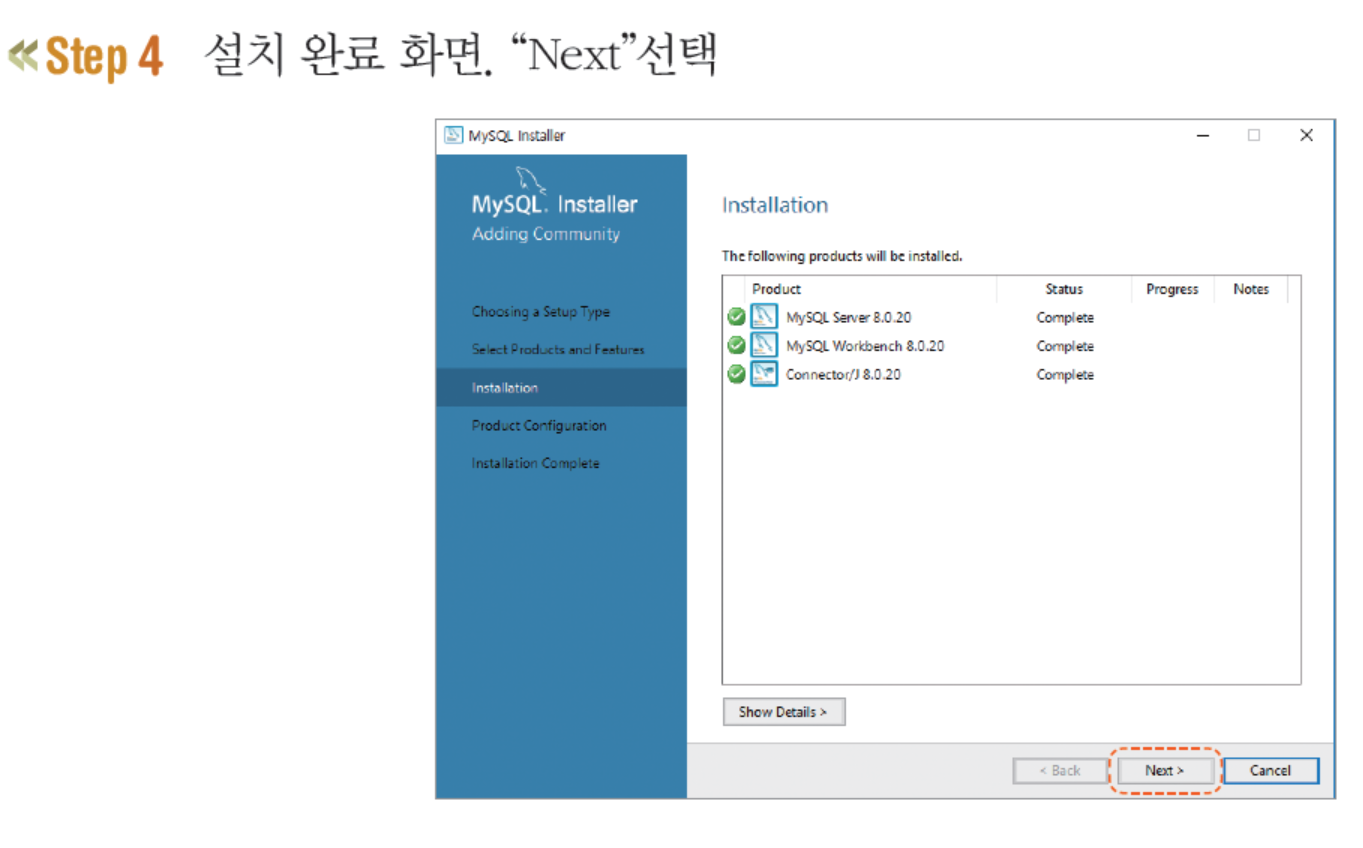 ≪Step 4 설치 완료 화면. “Next”선택
MySQL Installer
MySQL. Installer
Adding Community
Choosing a Setup Type
Select Products and Features
Installation
Product Configuration
Installation Complete
Installation
The following products will be installed.
Product Status Progress Notes
MySQL Server 8.0.20 Complete
MySQL Workbench 8.0.20 Complete
Connector/J 8.0.20 Complete
Show Details >
< Back Next > Cancel